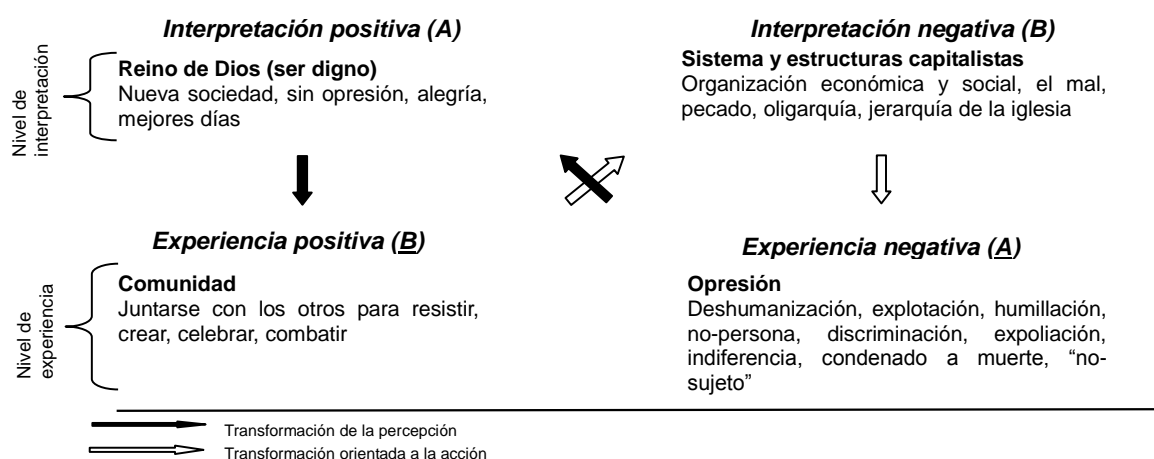 Interpretación positiva (A)
Interpretación negativa (B)
Nivel de
interpretación
Reino de Dios (ser digno)
Nueva sociedad, sin opresión, alegría,
mejores días
Sistema y estructuras capitalistas
Organización económica y social, el mal,
pecado, oligarquía, jerarquía de la iglesia
Experiencia positiva (B)
Experiencia negativa (A)
Nivel de
experiencia
Comunidad
Juntarse con los otros para resistir,
crear, celebrar, combatir
Opresión
Deshumanización, explotación, humillación,
no-persona, discriminación, expoliación,
indiferencia, condenado a muerte, “no-
sujeto”
Transformación de la percepción
Transformación orientada a la acción